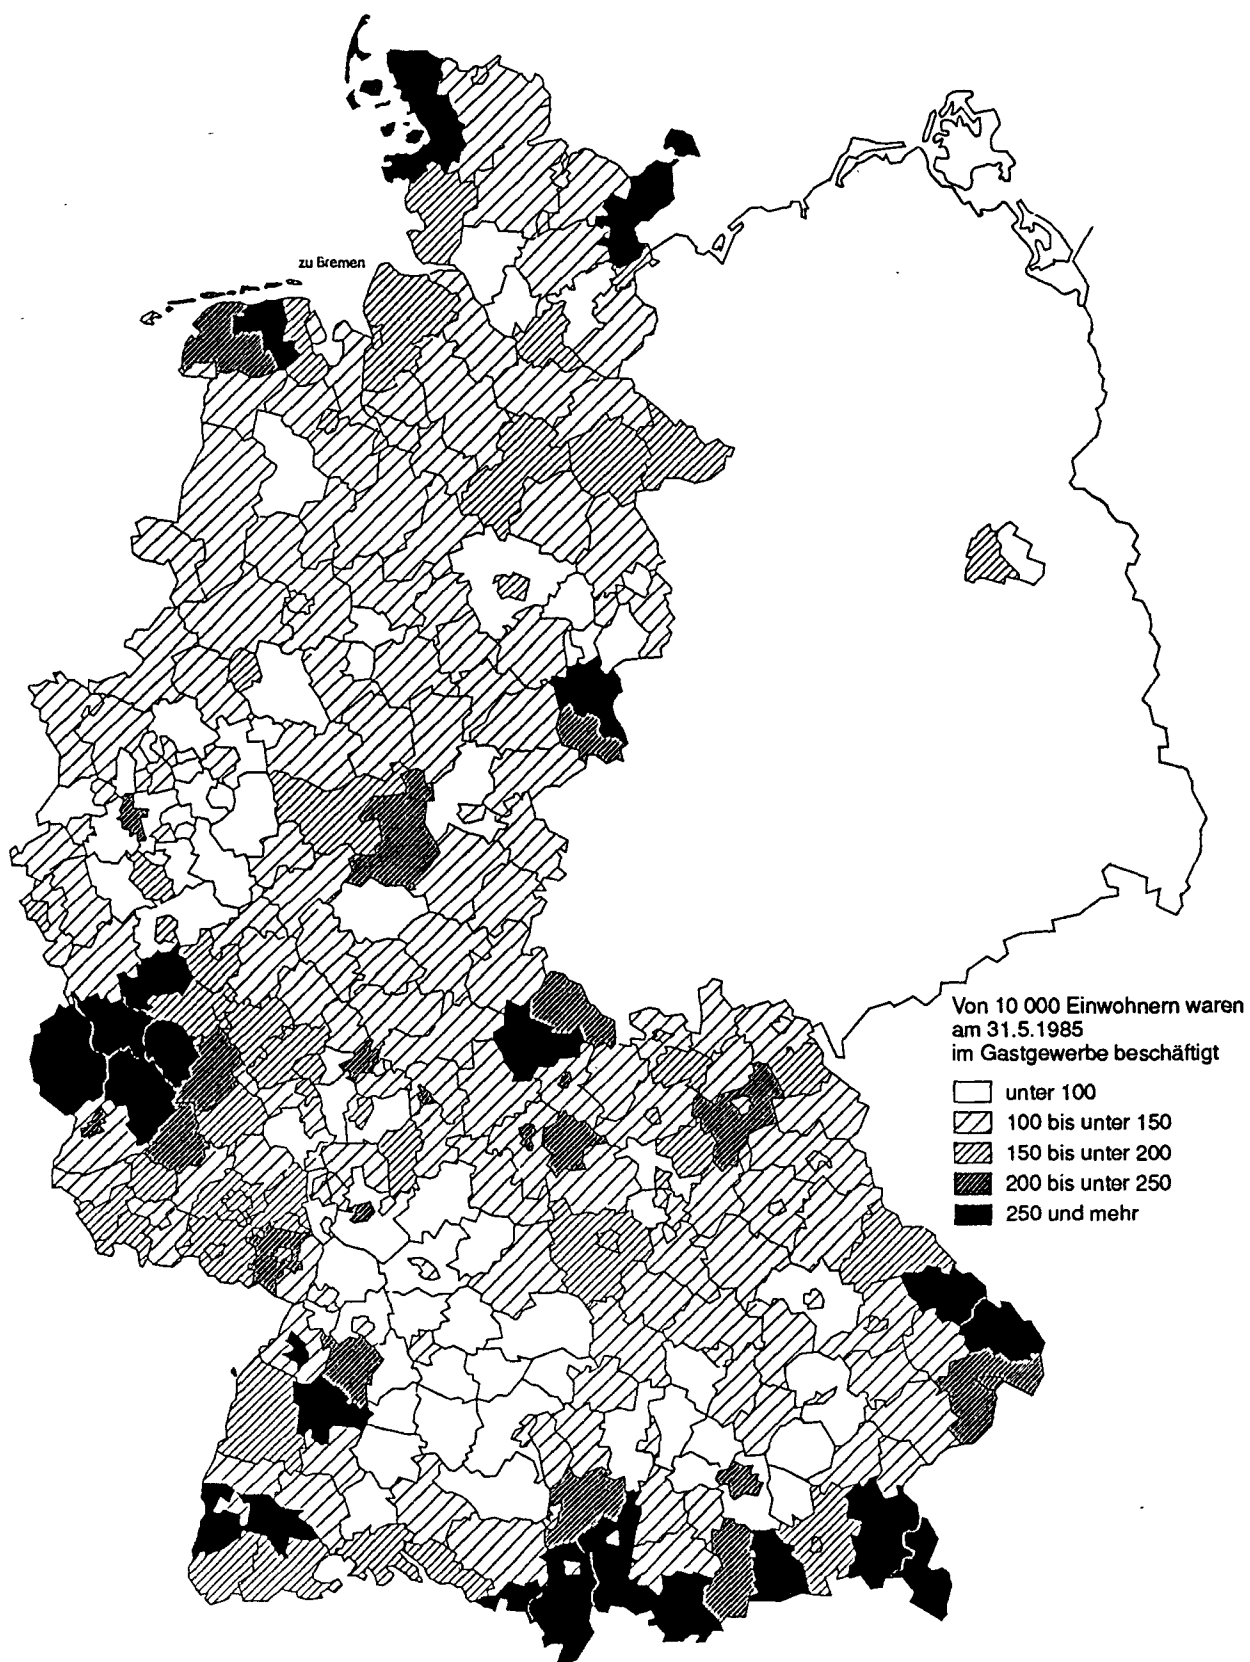 zu Bremen
Von 10 000 Einwohnern waren
am 31.5.1985
im Gastgewerbe beschäftigt
unter 100
100 bis unter 150
150 bis unter 200
200 bis unter 250
250 und mehr